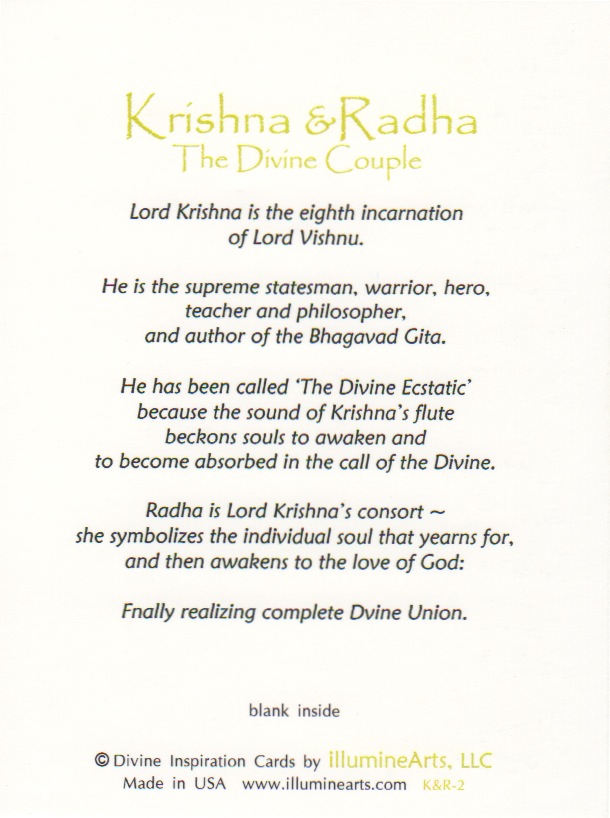 Krishna & Radha
The Divine Couple
Lord Krishna is the eighth incarnation
of Lord Vishnu.
He is the supreme statesman, warrior, hero,
teacher and philosopher,
and author of the Bhagavad Gita.
He has been called ‘The Divine Ecstatic’
because the sound of Krishna’s flute
beckons souls to awaken and
to become absorbed in the call of the Divine.
Radha is Lord Krishna’s consort ~
she symbolizes the individual soul that yearns for,
and then awakens to the love of God:
Fnally realizing complete Dvine Union.
blank inside
© Divine Inspiration Cards by illumineArts, LLC
Made in USA www.illuminearts.com K&R-2